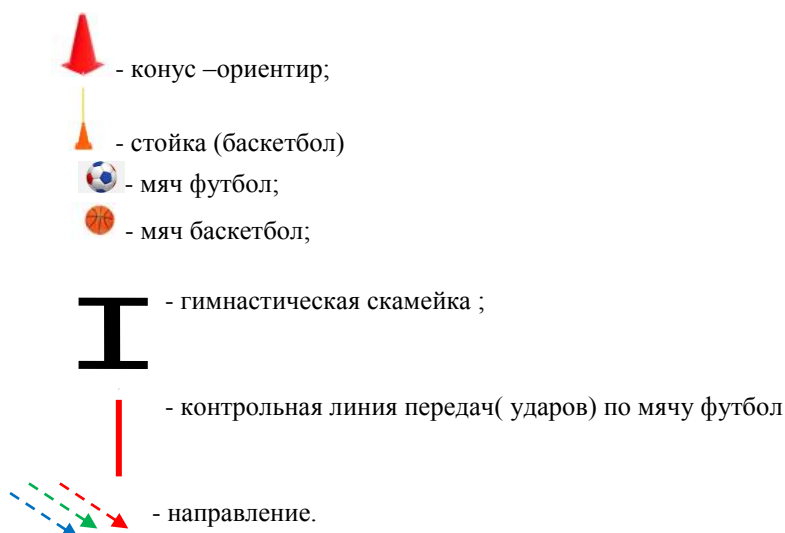 - конус –ориентир;
- стойка (баскетбол)
- мяч футбол;
- мяч баскетбол;
- гимнастическая скамейка ;
- контрольная линия передач( ударов) по мячу футбол
- направление.